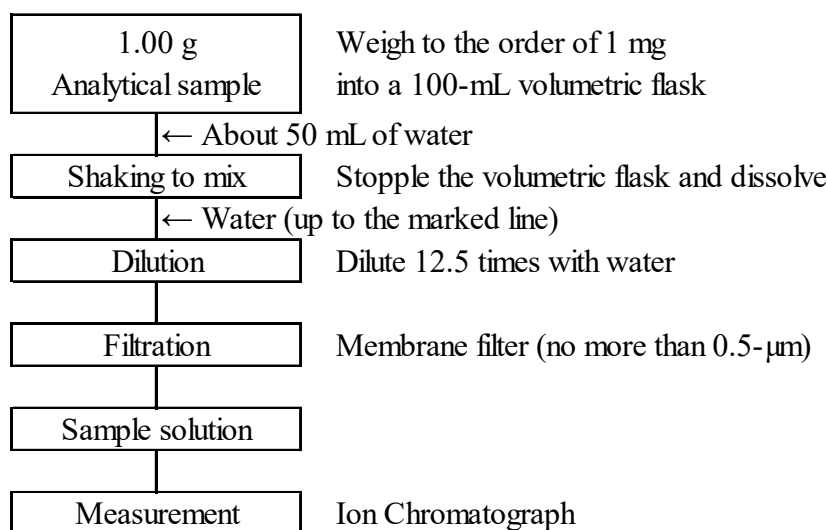 1.00 g
Analytical sample
Weigh to the order of 1 mg
into a 100-mL volumetric flask
← About 50 mL of water
Shaking to mix
Stopple the volumetric flask and dissolve
← Water (up to the marked line)
Dilution
Dilute 12.5 times with water
Filtration
Membrane filter (no more than 0.5-μm)
Sample solution
Measurement
Ion Chromatograph